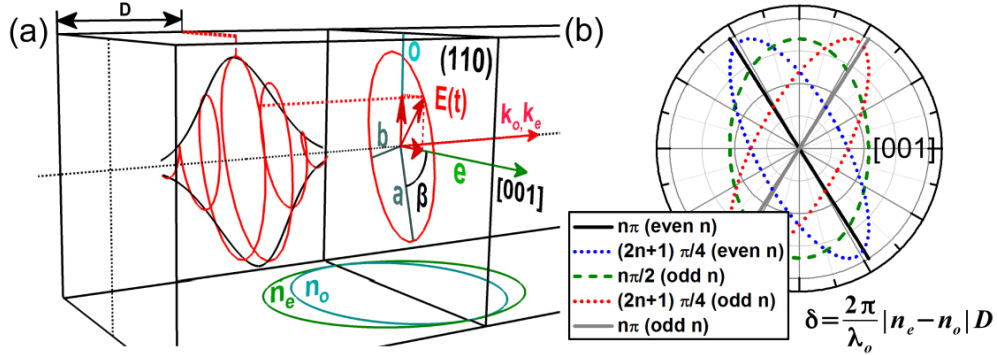 (a)
D
o
(110)
E(t)
k_o,k_e
b
e
[001]
a
β
n_e
n_o
(b)
[001]
nπ (even n)
(2n+1) π/4 (even n)
nπ/2 (odd n)
(2n+1) π/4 (odd n)
nπ (odd n)
δ=2π/λ_o |n_e−n_o|D